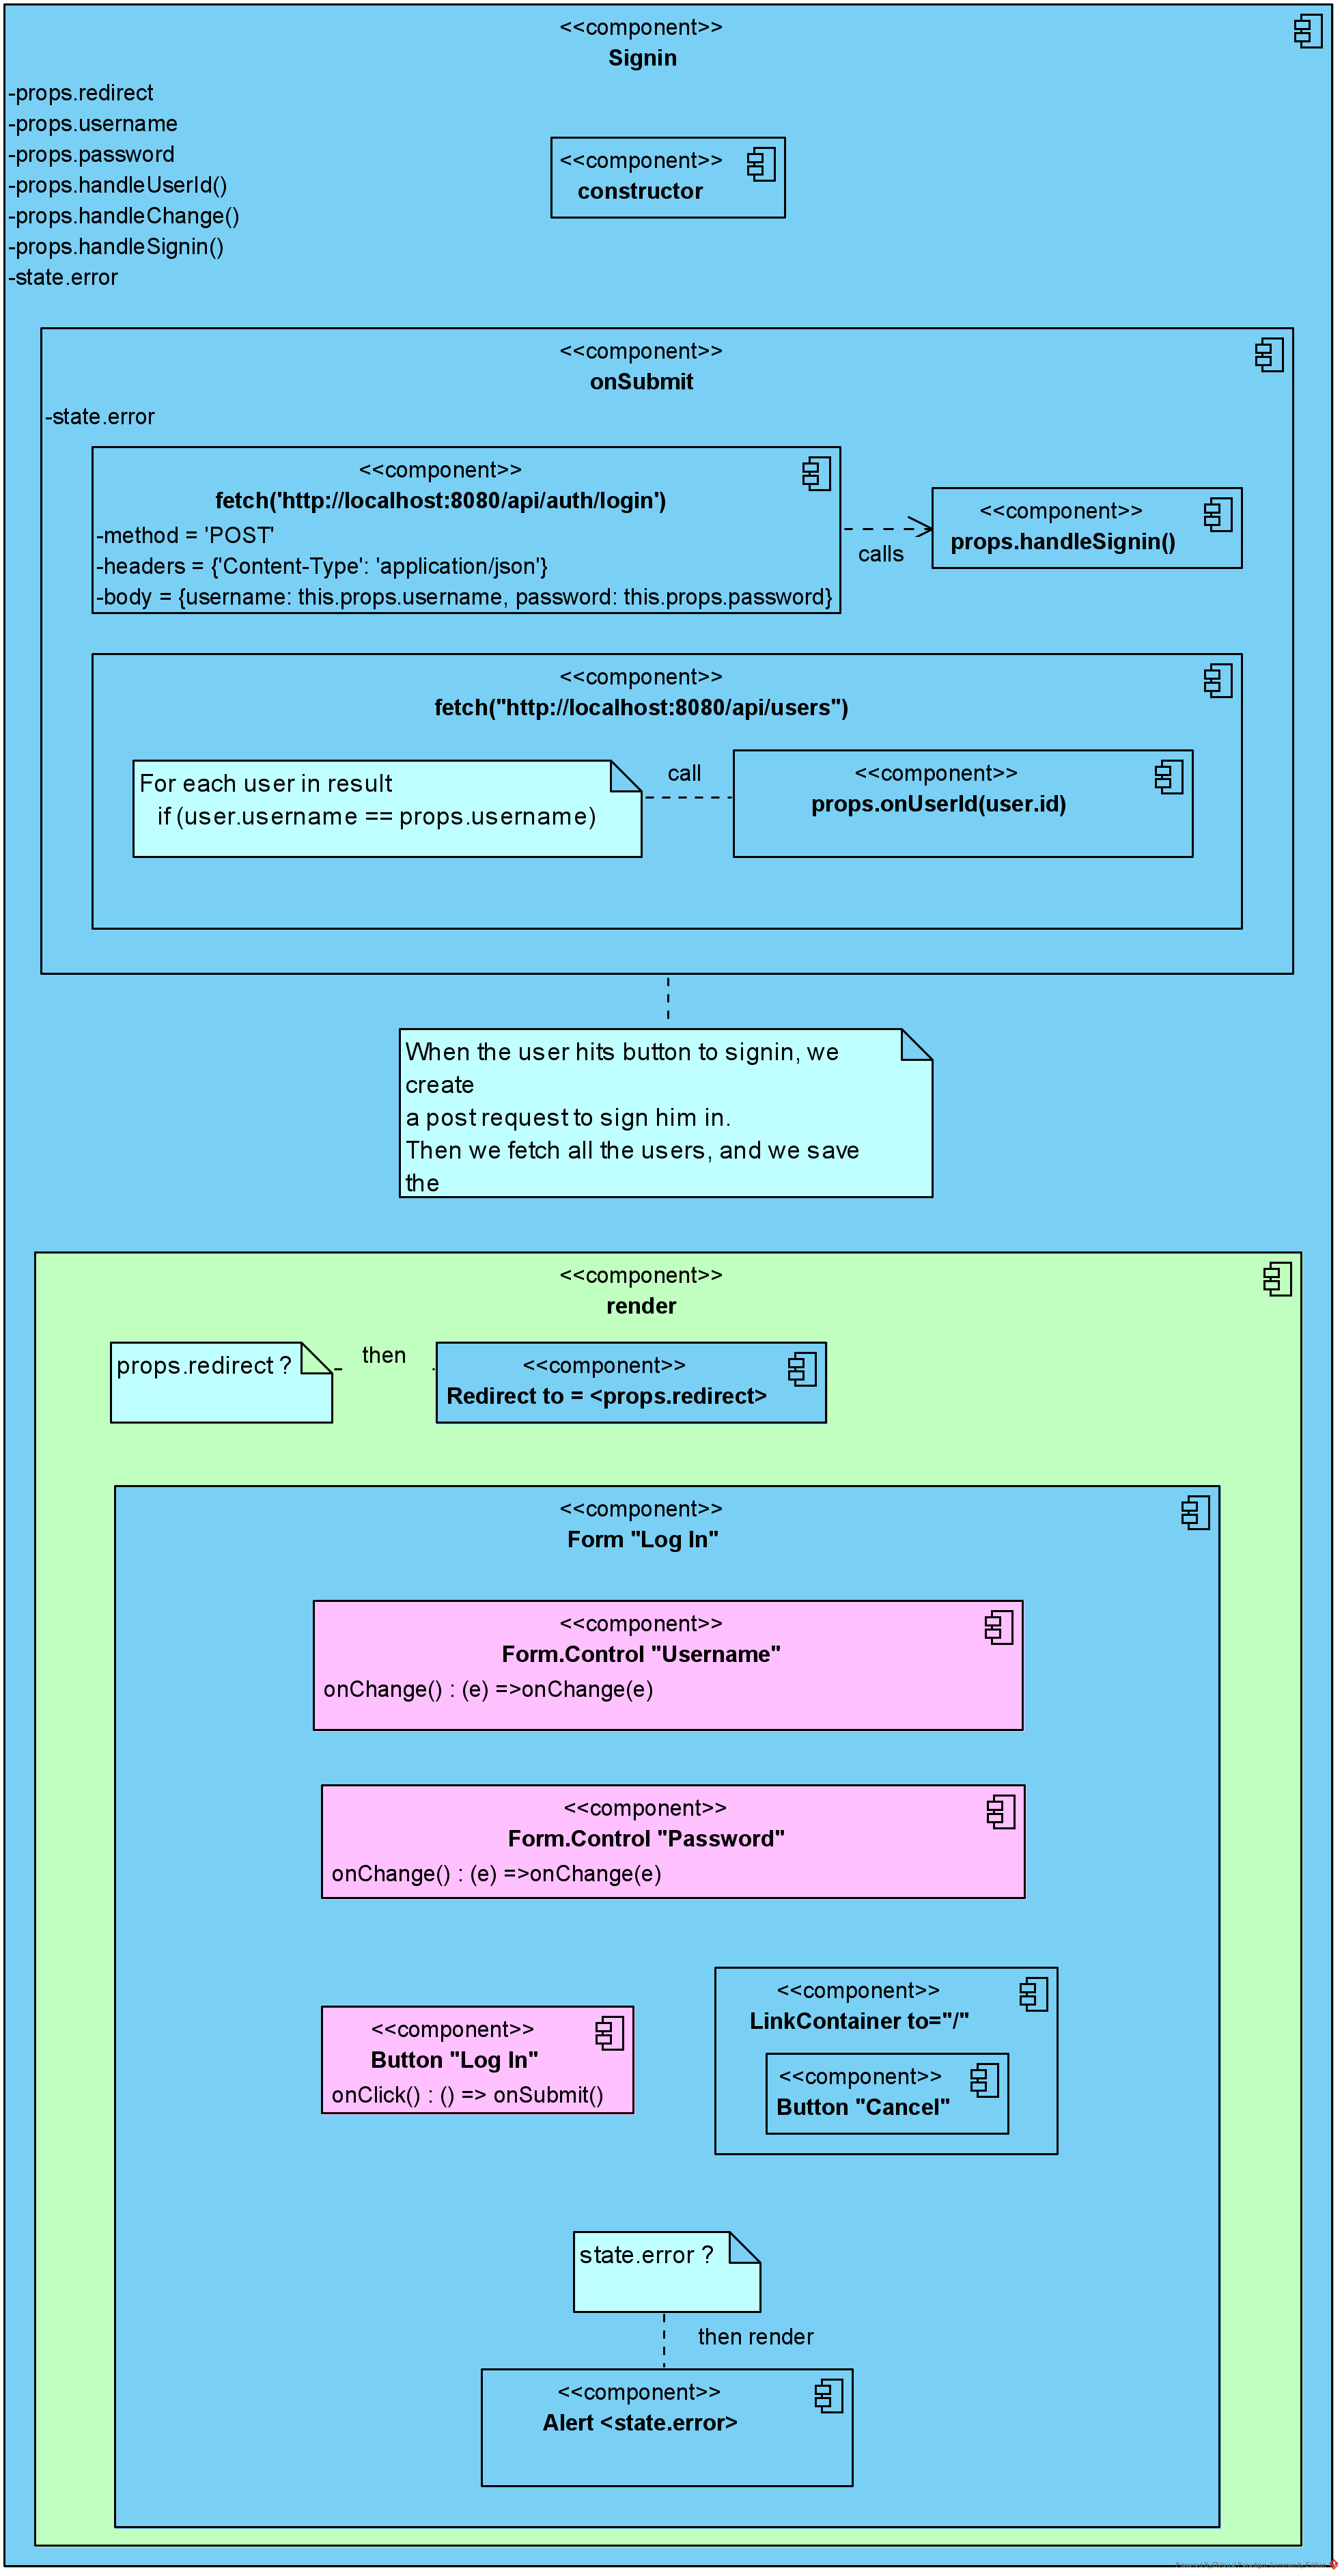 <<component>>
Signin
-props.redirect
-props.username
-props.password
-props.handleUserId()
-props.handleChange()
-props.handleSignin()
-state.error
<<component>>
constructor
<<component>>
onSubmit
-state.error
<<component>>
fetch('http://localhost:8080/api/auth/login')
-method = 'POST'
-headers = {'Content-Type': 'application/json'}
-body = {username: this.props.username, password: this.props.password}
calls
<<component>>
props.handleSignin()
<<component>>
fetch("http://localhost:8080/api/users")
For each user in result
if (user.username == props.username)
call
<<component>>
props.onUserId(user.id)
When the user hits button to signin, we
create
a post request to sign him in.
Then we fetch all the users, and we save
the
<<component>>
render
props.redirect ?
then
<<component>>
Redirect to = <props.redirect>
<<component>>
Form "Log In"
<<component>>
Form.Control "Username"
onChange() : (e) =>onChange(e)
<<component>>
Form.Control "Password"
onChange() : (e) =>onChange(e)
<<component>>
Button "Log In"
onClick() : () => onSubmit()
<<component>>
LinkContainer to="/"
<<component>>
Button "Cancel"
state.error ?
then render
<<component>>
Alert <state.error>
Powered By Visual Paradigm Community Edition